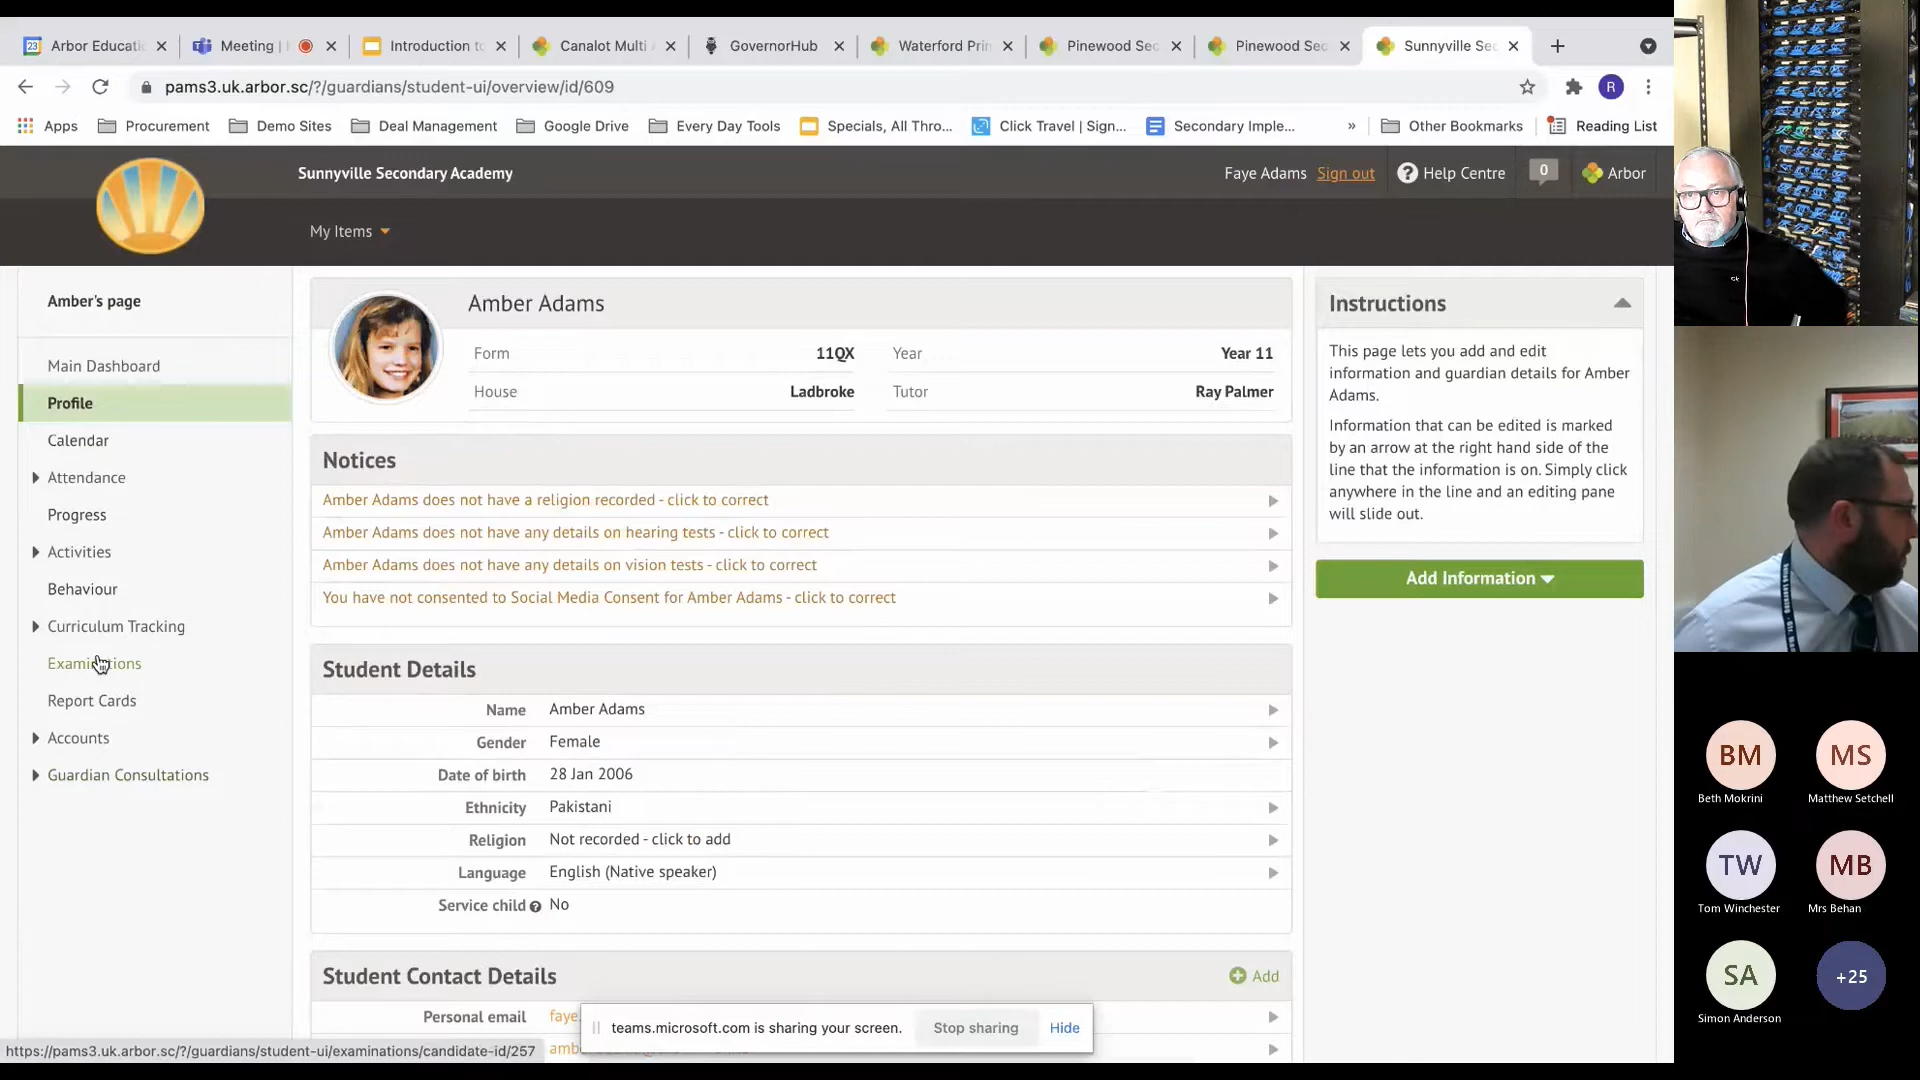 Arbor Educati
Meeting |
Introduction to
Canalot Multi
GovernorHub
Waterford Prin
Pinewood Sec
Pinewood Sec
Sunnyville Sec
pams3.uk.arbor.sc/?/guardians/student-ui/overview/id/609
R
Apps
Procurement
Demo Sites
Deal Management
Google Drive
Every Day Tools
Specials, All Thro...
Click Travel | Sign...
Secondary Imple...
»
Other Bookmarks
Reading List
Sunnyville Secondary Academy
Faye Adams Sign out
Help Centre
0
Arbor
My Items
Amber's page
Main Dashboard
Profile
Calendar
Attendance
Progress
Activities
Behaviour
Curriculum Tracking
Examinations
Report Cards
Accounts
Guardian Consultations
Amber Adams
Form 11QX Year Year 11
House Ladbroke Tutor Ray Palmer
Notices
Amber Adams does not have a religion recorded - click to correct
Amber Adams does not have any details on hearing tests - click to correct
Amber Adams does not have any details on vision tests - click to correct
You have not consented to Social Media Consent for Amber Adams - click to correct
Student Details
Name Amber Adams
Gender Female
Date of birth 28 Jan 2006
Ethnicity Pakistani
Religion Not recorded - click to add
Language English (Native speaker)
Service child No
Student Contact Details
Add
Personal email faye.
amb
Instructions
This page lets you add and edit
information and guardian details for Amber
Adams.
Information that can be edited is marked
by an arrow at the right hand side of the
line that the information is on. Simply click
anywhere in the line and an editing pane
will slide out.
Add Information
teams.microsoft.com is sharing your screen.
Stop sharing
Hide
https://pams3.uk.arbor.sc/?/guardians/student-ui/examinations/candidate-id/257
BM
Beth Mokrini
MS
Matthew Setchell
TW
Tom Winchester
MB
Mrs Behan
SA
Simon Anderson
+25